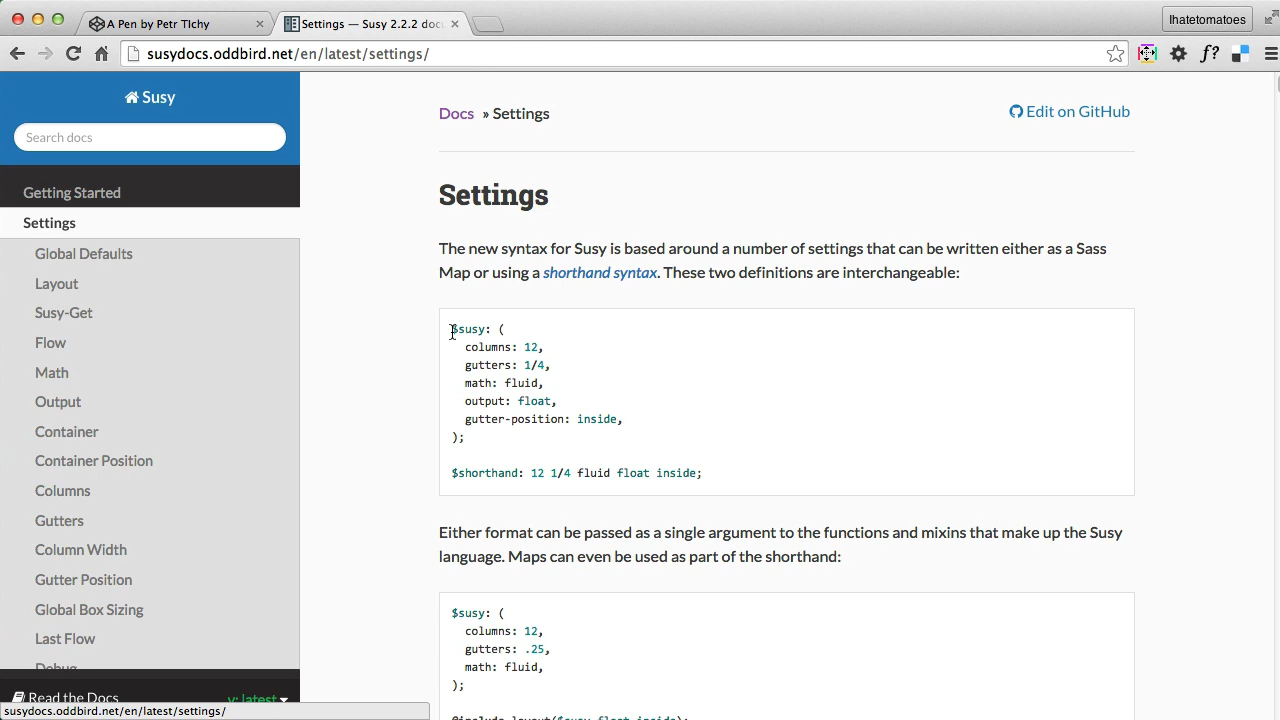 A Pen by Petr Tlchy
Settings — Susy 2.2.2 doc
Ihatetomatoes
susydocs.oddbird.net/en/latest/settings/
f?
Susy
Search docs
Getting Started
Settings
Global Defaults
Layout
Susy-Get
Flow
Math
Output
Container
Container Position
Columns
Gutters
Column Width
Gutter Position
Global Box Sizing
Last Flow
Debug
Read the Docs
v: latest
susydocs.oddbird.net/en/latest/settings/
Docs » Settings
Edit on GitHub
Settings
The new syntax for Susy is based around a number of settings that can be written either as a Sass
Map or using a shorthand syntax. These two definitions are interchangeable:
$susy: (
columns: 12,
gutters: 1/4,
math: fluid,
output: float,
gutter-position: inside,
);
$shorthand: 12 1/4 fluid float inside;
Either format can be passed as a single argument to the functions and mixins that make up the Susy
language. Maps can even be used as part of the shorthand:
$susy: (
columns: 12,
gutters: .25,
math: fluid,
);
@include layout($susy float inside);